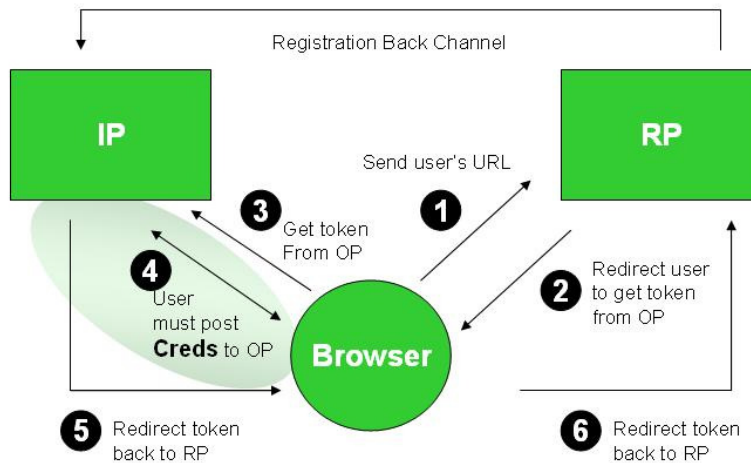 Registration Back Channel
IP
RP
Send user's URL
1
3
Get token
From OP
2
Redirect user
to get token
from OP
4
User
must post
Creds to OP
Browser
5
Redirect token
back to RP
6
Redirect token
back to RP